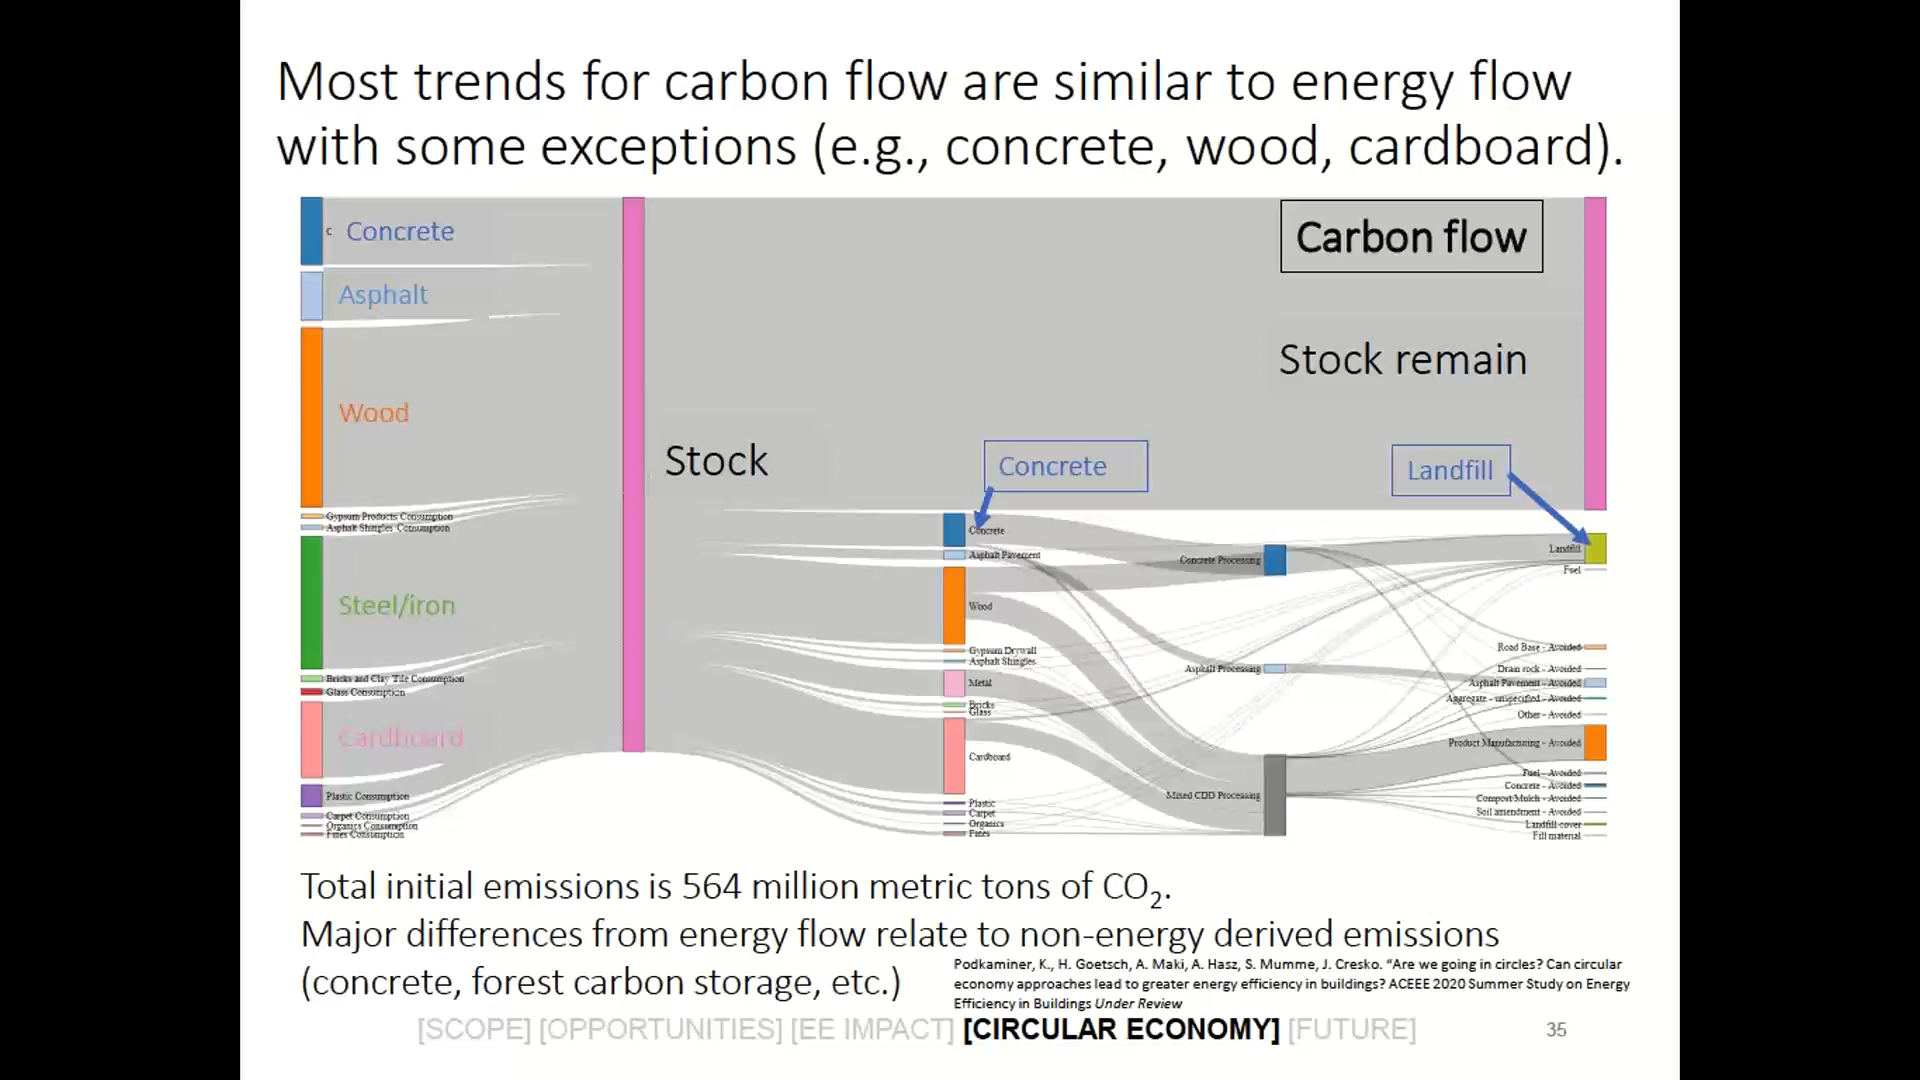 Most trends for carbon flow are similar to energy flow
with some exceptions (e.g., concrete, wood, cardboard).
C Concrete
Asphalt
Wood
Gypsum Products Consumption
Asphalt Shingles Consumption
Steel/iron
Bricks and Clay Tile Consumption
Glass Consumption
Cardboard
Plastic Consumption
Carpet Consumption
Organics Consumption
Fines Consumption
Stock
Concrete
Concrete
Asphalt Pavement
Wood
Gypsum Drywall
Asphalt Shingles
Metal
Bricks
Glass
Cardboard
Plastic
Carpet
Organics
Fines
Concrete Processing
Asphalt Processing
Mixed CDD Processing
Carbon flow
Stock remain
Landfill
Landfill
Fuel
Road Base - Avoided
Drain rock - Avoided
Asphalt Pavement - Avoided
Aggregate - unspecified - Avoided
Other - Avoided
Product Manufacturing - Avoided
Fuel - Avoided
Concrete - Avoided
Compost/Mulch - Avoided
Soil amendment - Avoided
Landfill cover
Fill material
Total initial emissions is 564 million metric tons of CO₂.
Major differences from energy flow relate to non-energy derived emissions
(concrete, forest carbon storage, etc.)
Podkaminer, K., H. Goetsch, A. Maki, A. Hasz, S. Mumme, J. Cresko. “Are we going in circles? Can circular
economy approaches lead to greater energy efficiency in buildings? ACEEE 2020 Summer Study on Energy
Efficiency in Buildings Under Review
[SCOPE] [OPPORTUNITIES] [EE IMPACT] [CIRCULAR ECONOMY] [FUTURE]
35